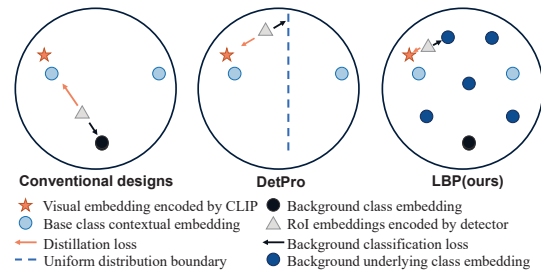 Conventional designs DetPro LBP(ours)
Visual embedding encoded by CLIP Background class embedding
Base class contextual embedding RoI embeddings encoded by detector
Distillation loss Background classification loss
Uniform distribution boundary Background underlying class embedding